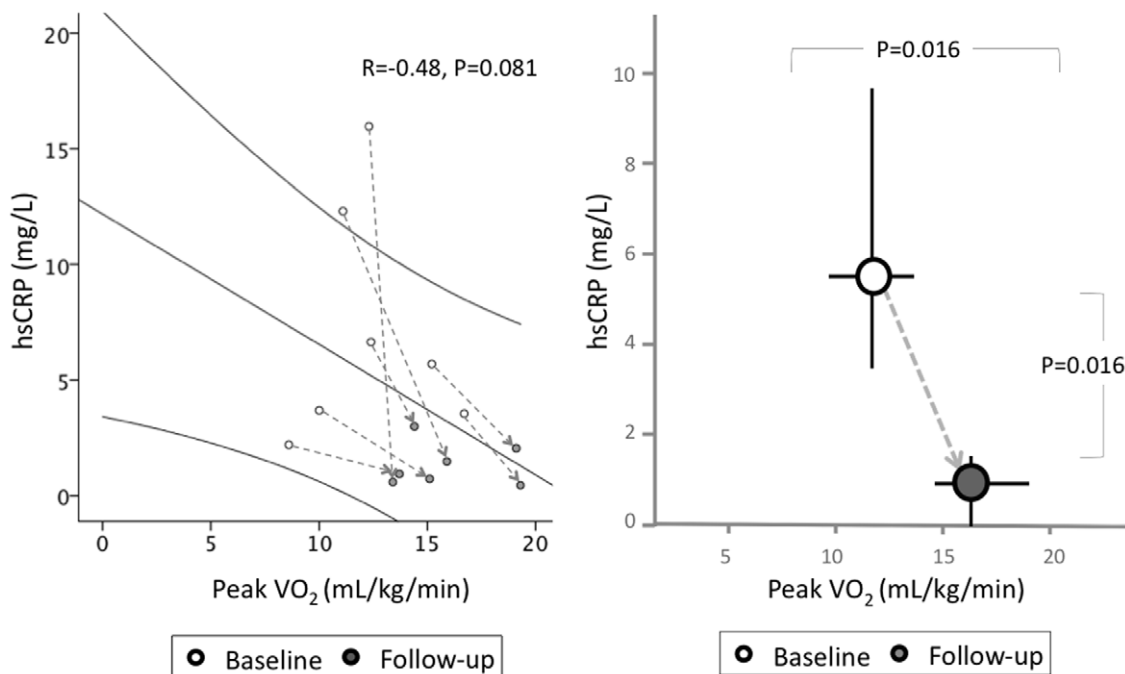 R=-0.48, P=0.081
hsCRP (mg/L)
20
15
10
5
0
0 5 10 15 20
Peak VO₂ (mL/kg/min)
Baseline Follow-up
P=0.016
hsCRP (mg/L)
10
8
6
4
2
0
P=0.016
5 10 15 20
Peak VO₂ (mL/kg/min)
Baseline Follow-up